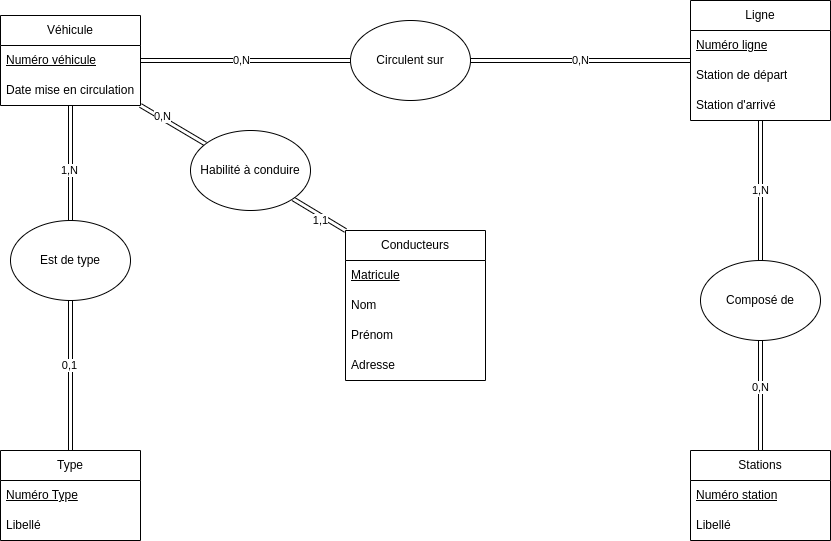 Véhicule
Numéro véhicule
Date mise en circulation
0,N
Circulent sur
0,N
Ligne
Numéro ligne
Station de départ
Station d'arrivé
0,N
Habilité à conduire
1,1
Conducteurs
Matricule
Nom
Prénom
Adresse
1,N
Est de type
0,1
Type
Numéro Type
Libellé
1,N
Composé de
0,N
Stations
Numéro station
Libellé